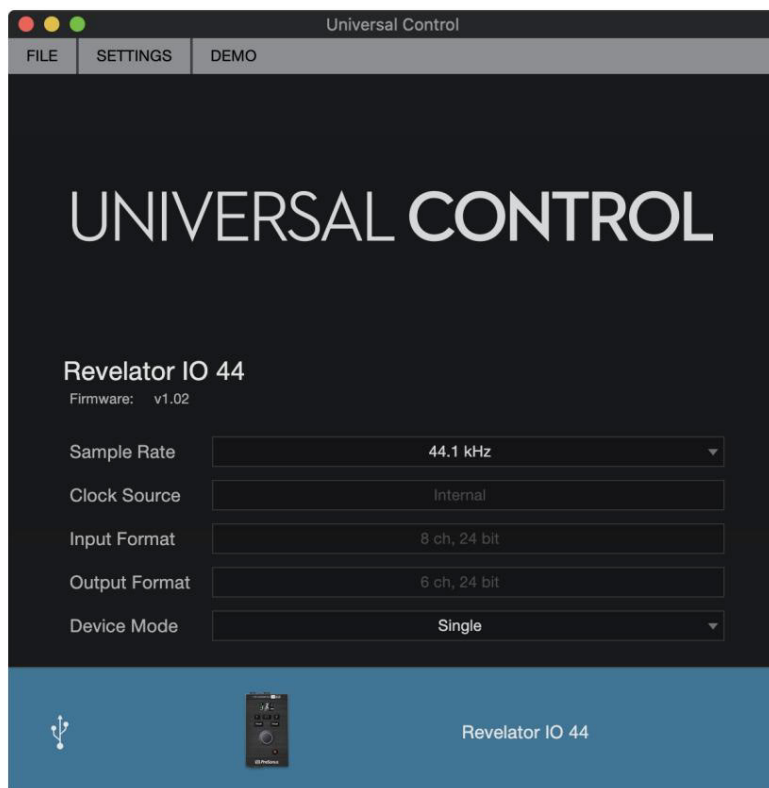 Universal Control
FILE SETTINGS DEMO
UNIVERSAL CONTROL
Revelator IO 44
Firmware: v1.02
Sample Rate 44.1 kHz
Clock Source Internal
Input Format 8 ch, 24 bit
Output Format 6 ch, 24 bit
Device Mode Single
PreSonus
Revelator IO 44